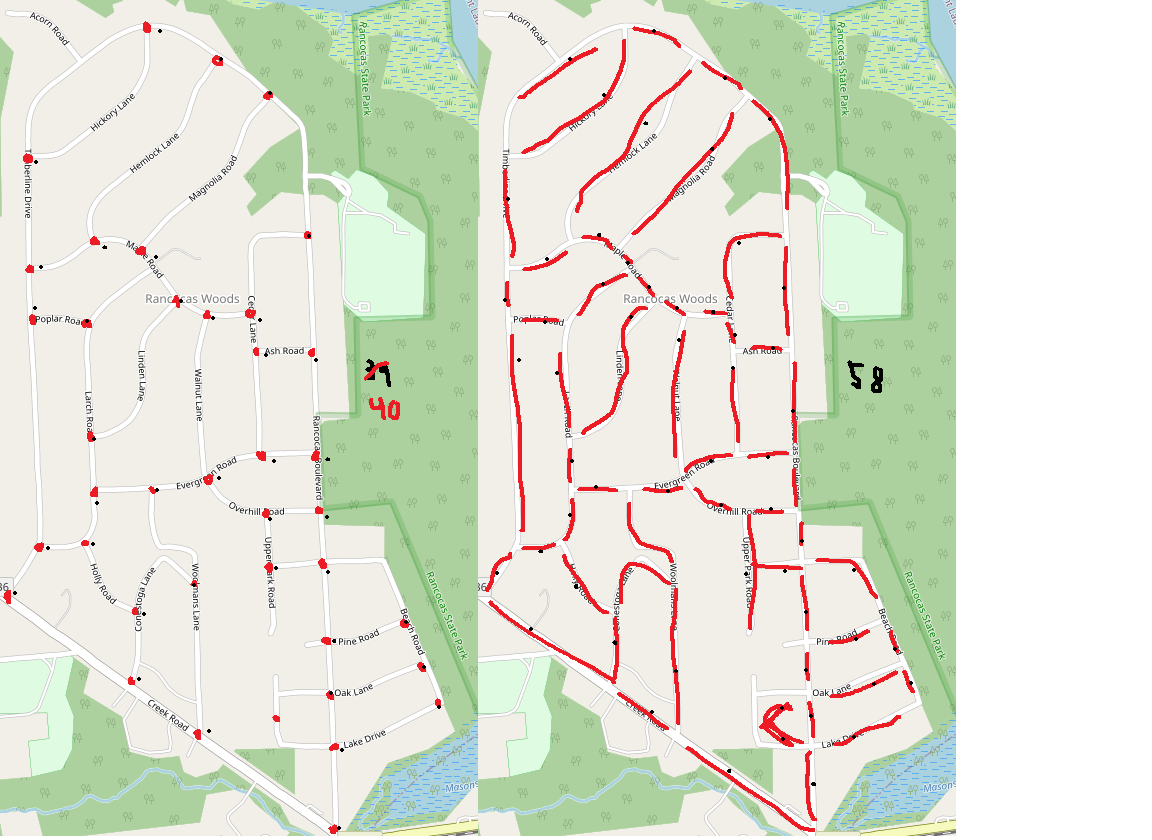 Acorn Road
Rancocas State Park
Hickory Lane
Hemlock Lane
Timberline Drive
Magnolia Road
Maple Road
Rancocas Woods
Cedar Lane
Poplar Road
Ash Road
Linden Lane
Walnut Lane
Larch Road
39
40
Rancocas Boulevard
Evergreen Road
Overhill Road
Upper Park Road
Holly Road
Conestoga Lane
Woolmans Lane
Rancocas State Park
Beach Road
Pine Road
Oak Lane
Creek Road
Lake Drive
Masons
36
Acorn Road
Rancocas State Park
Hickory Lane
Hemlock Lane
Timberline Drive
Magnolia Road
Maple Road
Rancocas Woods
Cedar Lane
Poplar Road
Ash Road
Linden Lane
Walnut Lane
Larch Road
58
Rancocas Boulevard
Evergreen Road
Overhill Road
Upper Park Road
Holly Road
Conestoga Lane
Woolmans Lane
Rancocas State Park
Beach Road
Pine Road
Oak Lane
Creek Road
Lake Drive
Masons
36